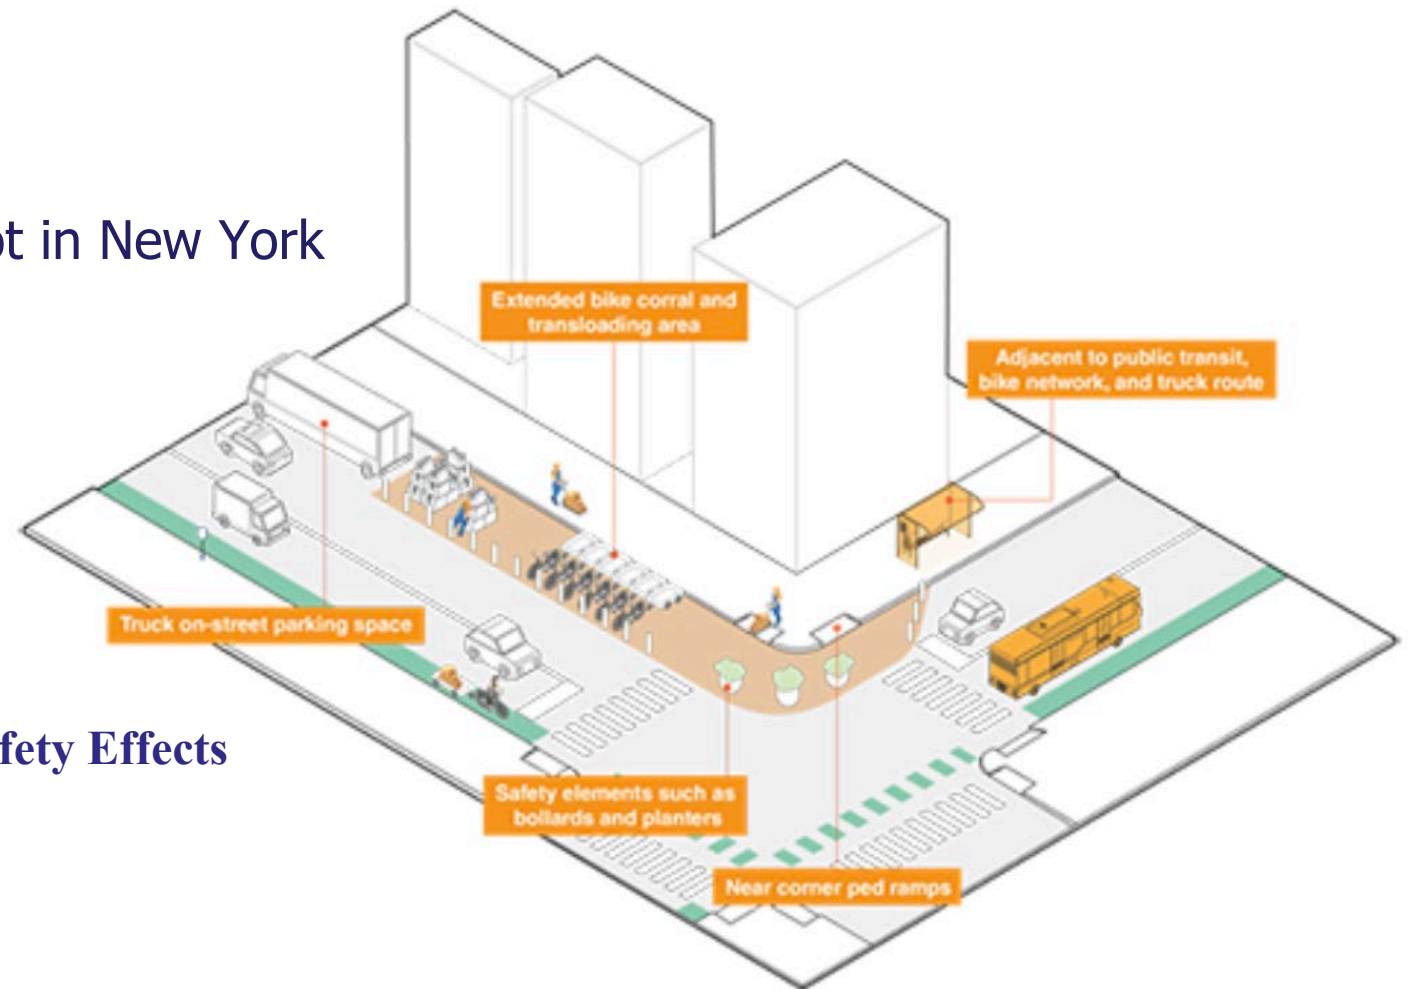 ot in New York
Extended bike corral and
transloading area
Adjacent to public transit,
bike network, and truck route
Truck on-street parking space
fety Effects
Safety elements such as
bollards and planters
Near corner ped ramps